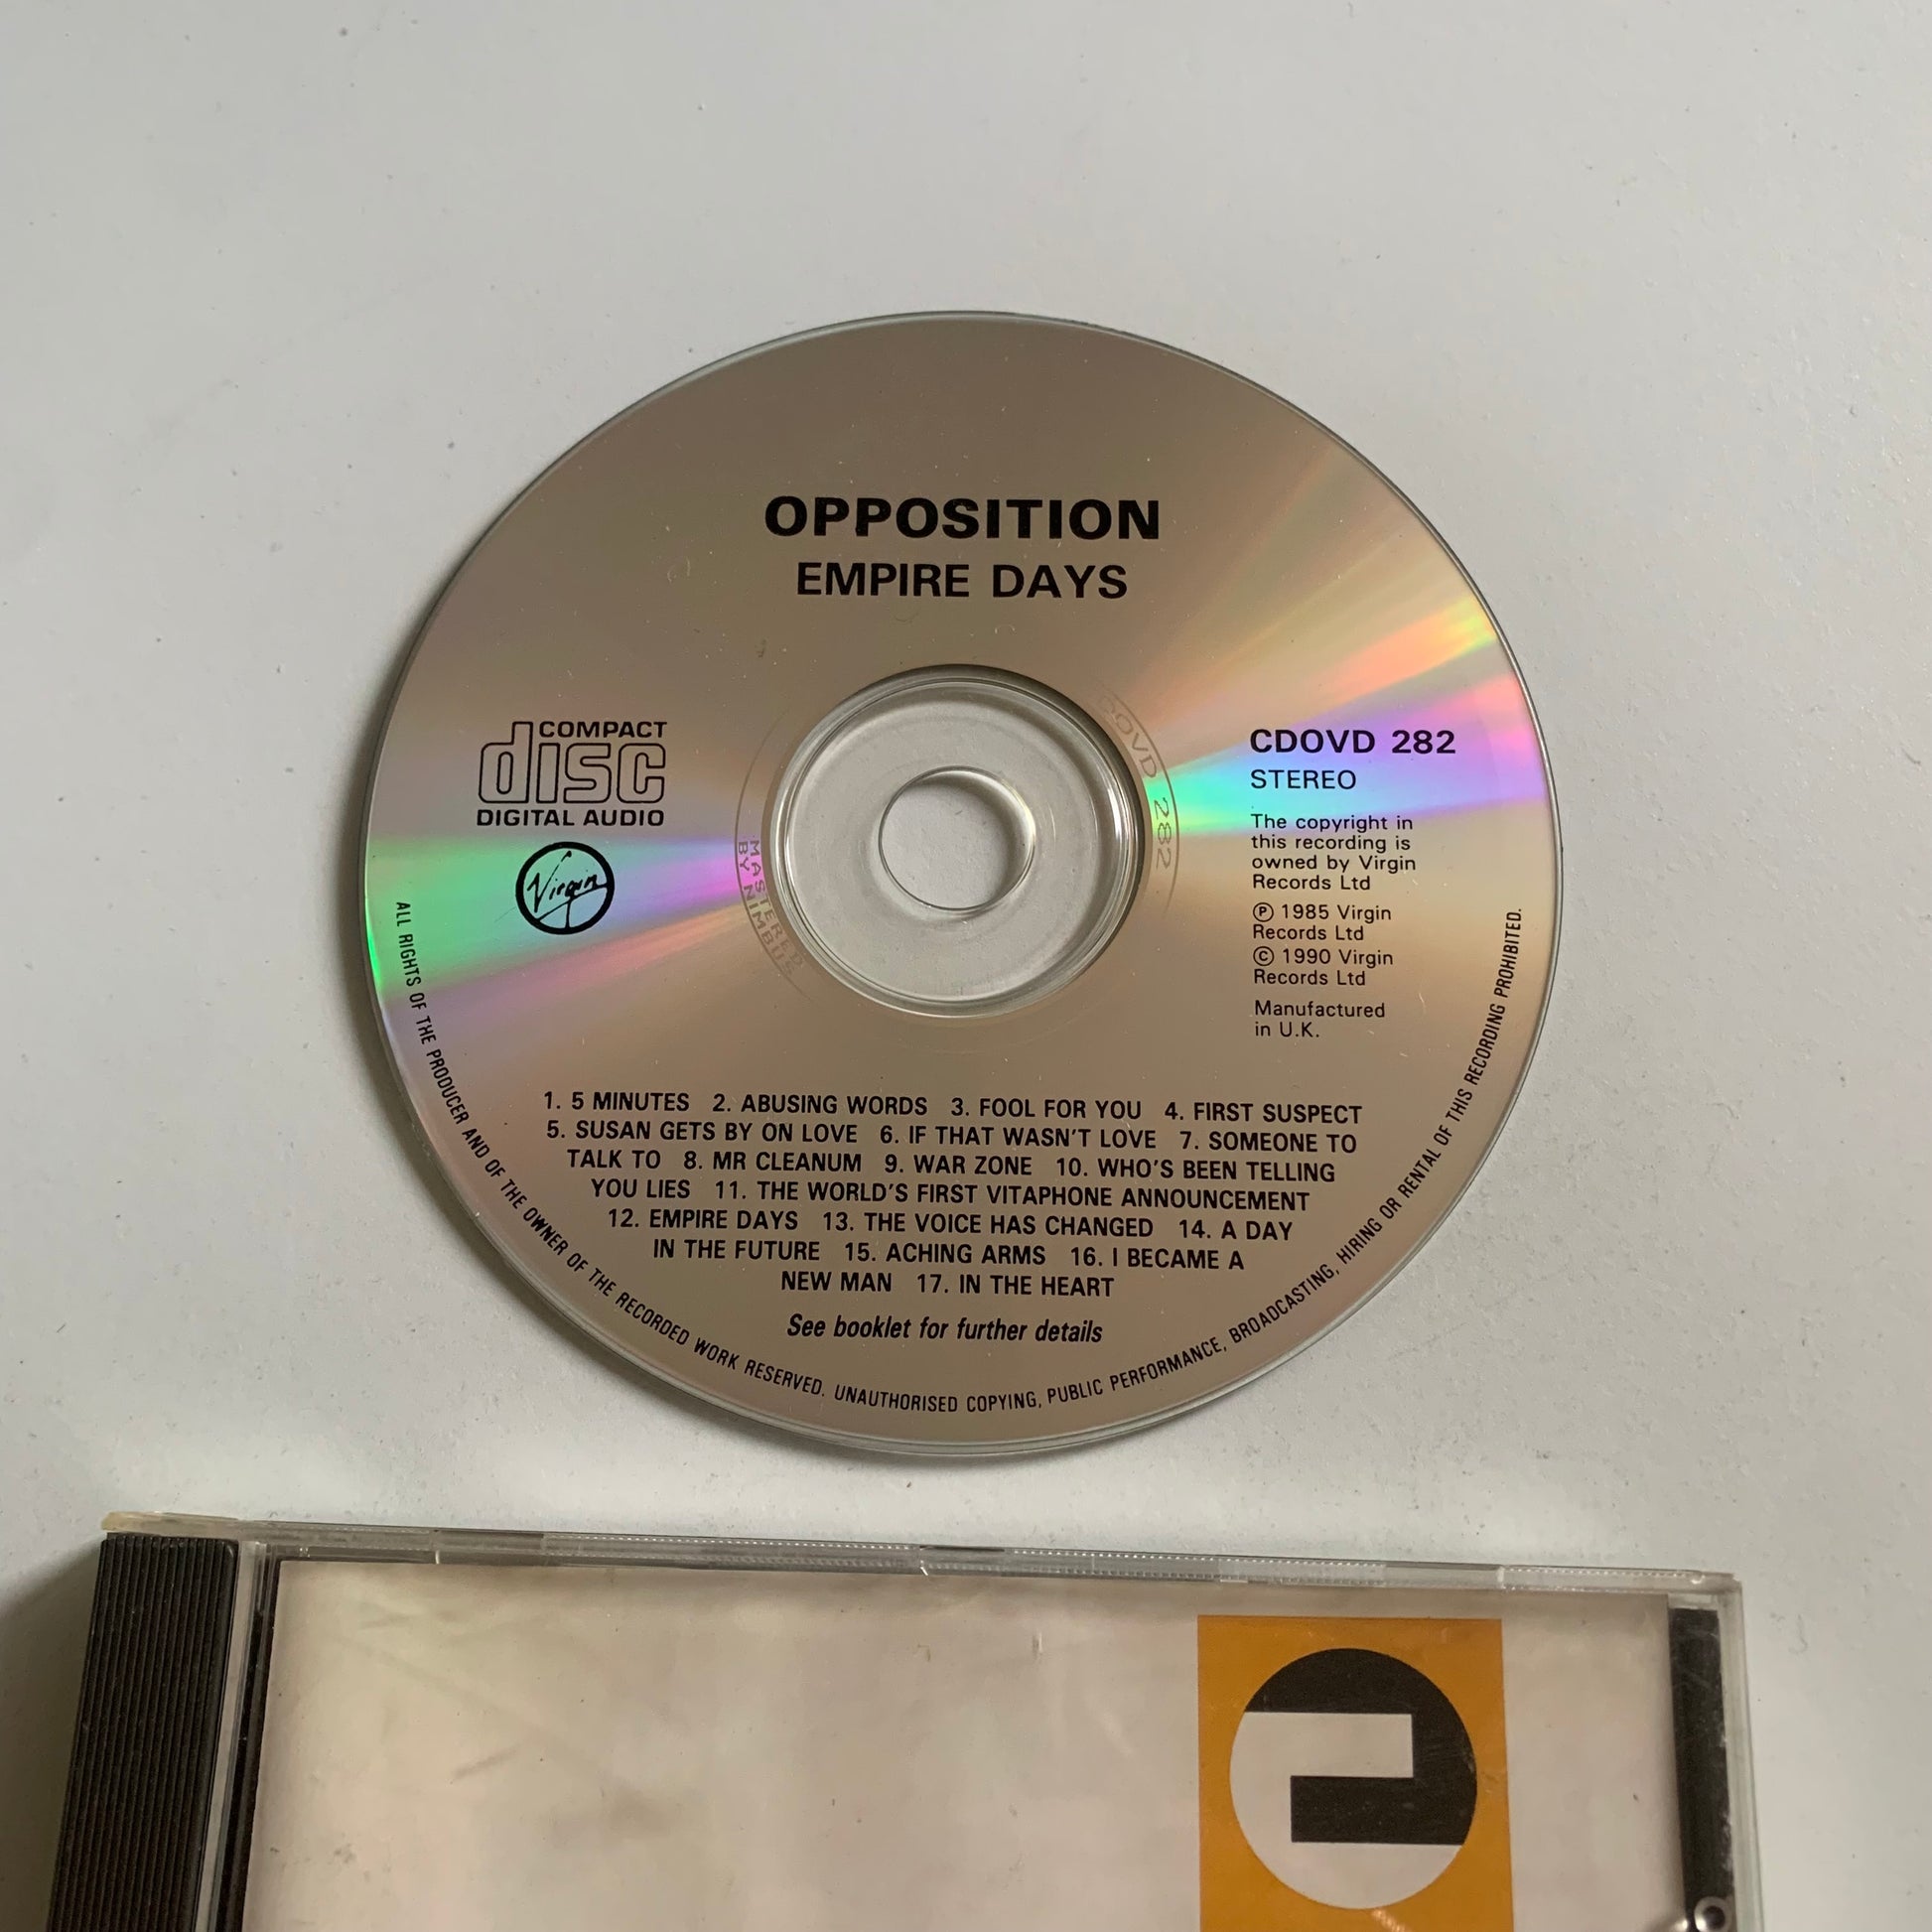 OPPOSITION
EMPIRE DAYS
COMPACT
disc
DIGITAL AUDIO
Virgin
CDOVD 282
MASTERED
BY NIMBUS
CDOVD 282
STEREO
The copyright in
this recording is
owned by Virgin
Records Ltd
Ⓟ 1985 Virgin
Records Ltd
© 1990 Virgin
Records Ltd
Manufactured
in U.K.
1. 5 MINUTES 2. ABUSING WORDS 3. FOOL FOR YOU 4. FIRST SUSPECT
5. SUSAN GETS BY ON LOVE 6. IF THAT WASN'T LOVE 7. SOMEONE TO
TALK TO 8. MR CLEANUM 9. WAR ZONE 10. WHO'S BEEN TELLING
YOU LIES 11. THE WORLD'S FIRST VITAPHONE ANNOUNCEMENT
12. EMPIRE DAYS 13. THE VOICE HAS CHANGED 14. A DAY
IN THE FUTURE 15. ACHING ARMS 16. I BECAME A
NEW MAN 17. IN THE HEART
See booklet for further details
ALL RIGHTS OF THE PRODUCER AND OF THE OWNER OF THE RECORDED WORK RESERVED. UNAUTHORISED COPYING, PUBLIC PERFORMANCE, BROADCASTING, HIRING OR RENTAL OF THIS RECORDING PROHIBITED.